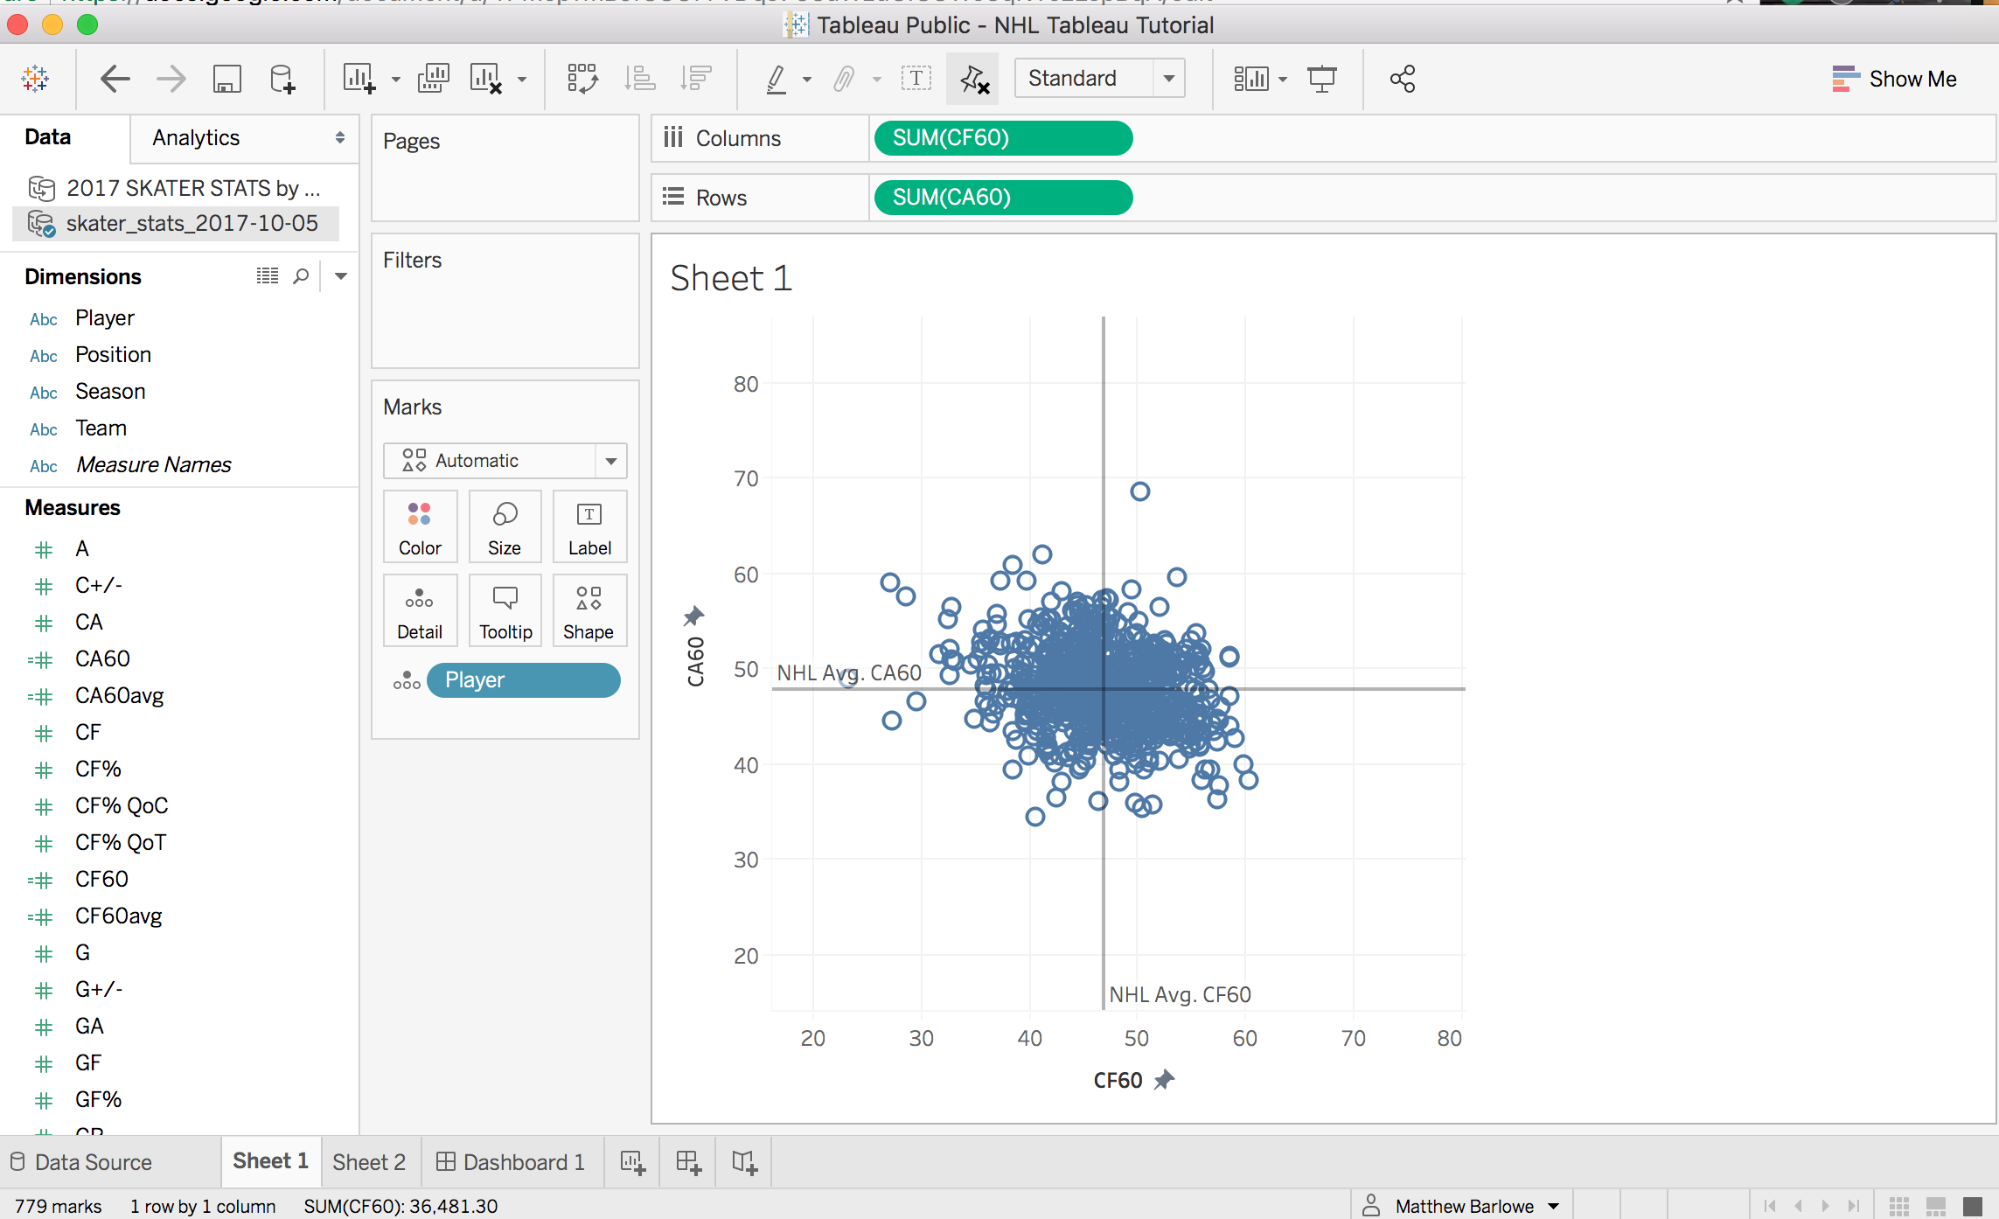 Tableau Public - NHL Tableau Tutorial
Standard
Show Me
Data
Analytics
2017 SKATER STATS by ...
skater_stats_2017-10-05
Dimensions
Abc Player
Abc Position
Abc Season
Abc Team
Abc Measure Names
Measures
A
C+/-
CA
CA60
CA60avg
CF
CF%
CF% QoC
CF% QoT
CF60
CF60avg
G
G+/-
GA
GF
GF%
Pages
Filters
Marks
Automatic
Color Size Label
Detail Tooltip Shape
Player
Columns SUM(CF60)
Rows SUM(CA60)
Sheet 1
80
70
60
50
40
30
20
CA60
NHL Avg. CA60
NHL Avg. CF60
20 30 40 50 60 70 80
CF60
Data Source Sheet 1 Sheet 2 Dashboard 1
779 marks 1 row by 1 column SUM(CF60): 36,481.30 Matthew Barlowe